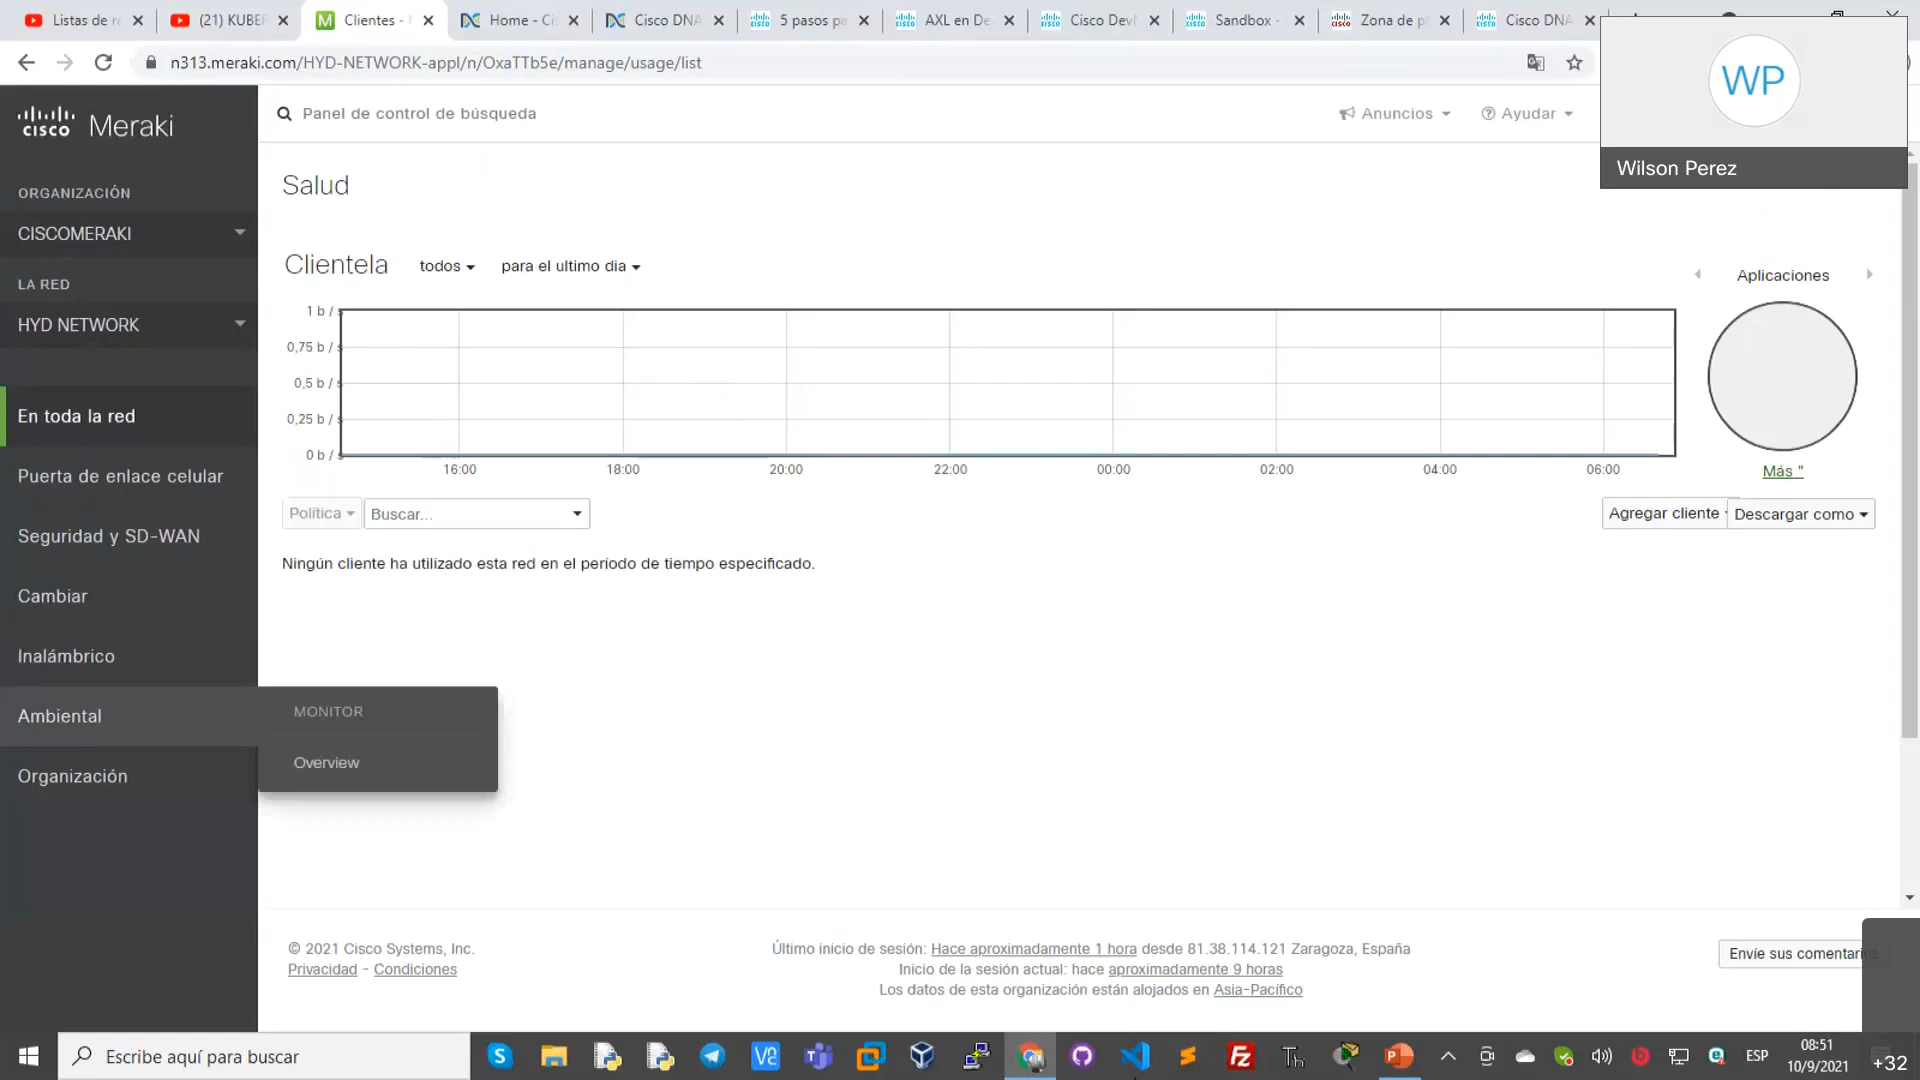 Listas de r
(21) KUBER
Clientes -
Home - Ci
Cisco DNA
5 pasos pa
AXL en De
Cisco Dev
Sandbox -
Zona de p
Cisco DNA
n313.meraki.com/HYD-NETWORK-appl/n/OxaTTb5e/manage/usage/list
WP
Wilson Perez
CISCO Meraki
Panel de control de búsqueda
Anuncios
Ayudar
ORGANIZACIÓN
CISCOMERAKI
LA RED
HYD NETWORK
En toda la red
Puerta de enlace celular
Seguridad y SD-WAN
Cambiar
Inalámbrico
Ambiental
Organización
MONITOR
Overview
Salud
Clientela
todos
para el ultimo dia
Aplicaciones
1 b / s
0,75 b / s
0,5 b / s
0,25 b / s
0 b / s
16:00
18:00
20:00
22:00
00:00
02:00
04:00
06:00
Más "
Política
Buscar...
Agregar cliente
Descargar como
Ningún cliente ha utilizado esta red en el período de tiempo especificado.
© 2021 Cisco Systems, Inc.
Privacidad - Condiciones
Último inicio de sesión: Hace aproximadamente 1 hora desde 81.38.114.121 Zaragoza, España
Inicio de la sesión actual: hace aproximadamente 9 horas
Los datos de esta organización están alojados en Asia-Pacífico
Envíe sus comentarios
Escribe aquí para buscar
ESP
08:51
10/9/2021
+32